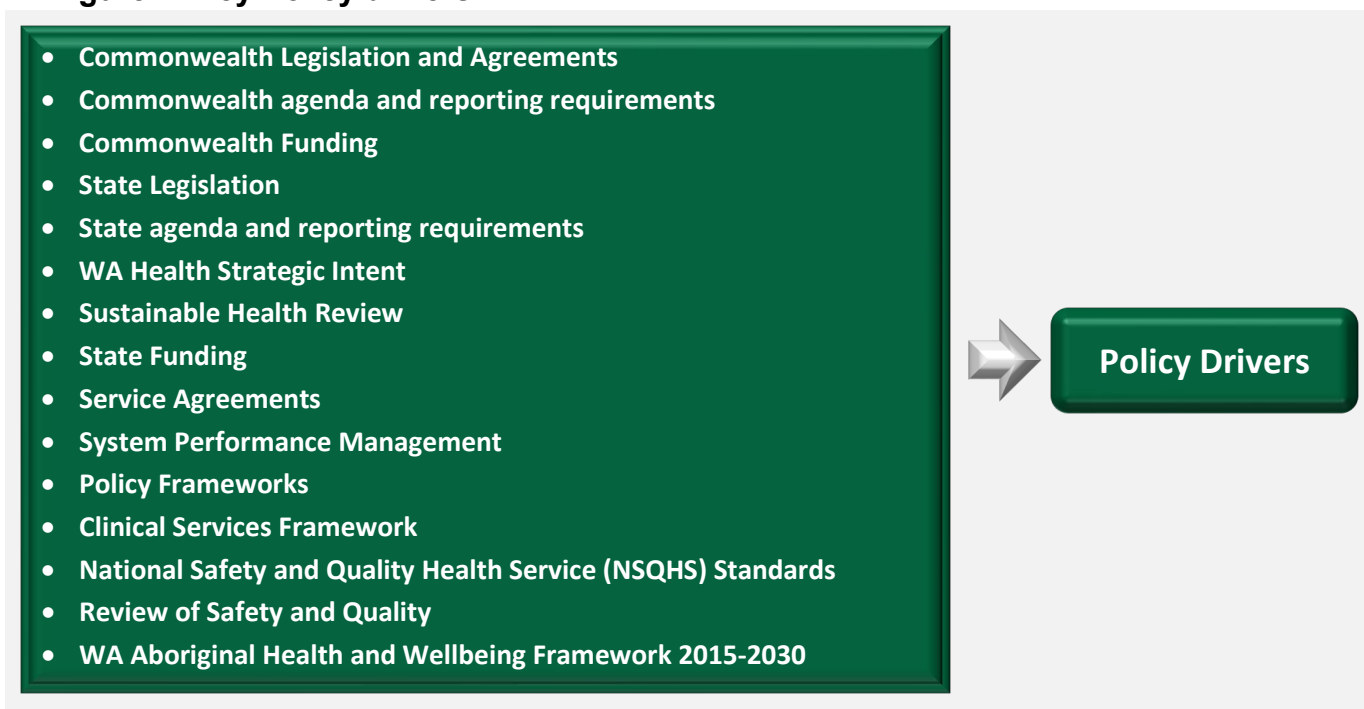 • Commonwealth Legislation and Agreements
• Commonwealth agenda and reporting requirements
• Commonwealth Funding
• State Legislation
• State agenda and reporting requirements
• WA Health Strategic Intent
• Sustainable Health Review
• State Funding
• Service Agreements
• System Performance Management
• Policy Frameworks
• Clinical Services Framework
• National Safety and Quality Health Service (NSQHS) Standards
• Review of Safety and Quality
• WA Aboriginal Health and Wellbeing Framework 2015-2030
Policy Drivers